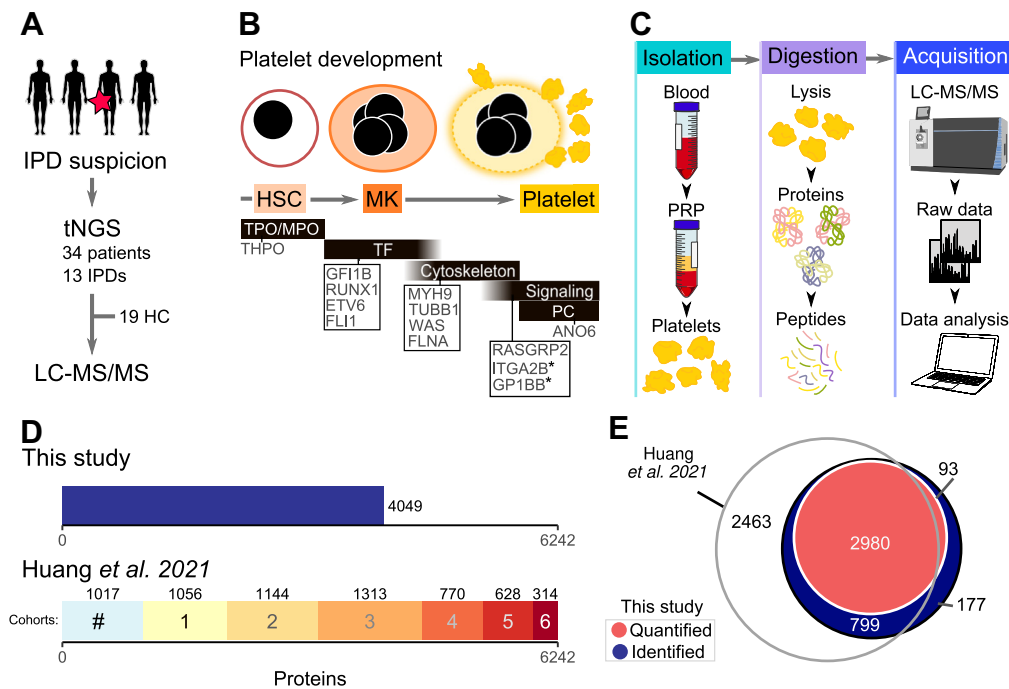 A
IPD suspicion
tNGS
34 patients
13 IPDs
19 HC
LC-MS/MS
B
Platelet development
HSC
MK
Platelet
TPO/MPO
THPO
TF
GFI1B
RUNX1
ETV6
FLI1
Cytoskeleton
MYH9
TUBB1
WAS
FLNA
Signaling
PC
ANO6
RASGRP2
ITGA2B*
GP1BB*
C
Isolation
Digestion
Acquisition
Blood
PRP
Platelets
Lysis
Proteins
Peptides
LC-MS/MS
Raw data
Data analysis
D
This study
4049
0
6242
Huang et al. 2021
1017 1056 1144 1313 770 628 314
Cohorts: # 1 2 3 4 5 6
0
6242
Proteins
E
Huang
et al. 2021
2463
93
2980
177
799
This study
Quantified
Identified